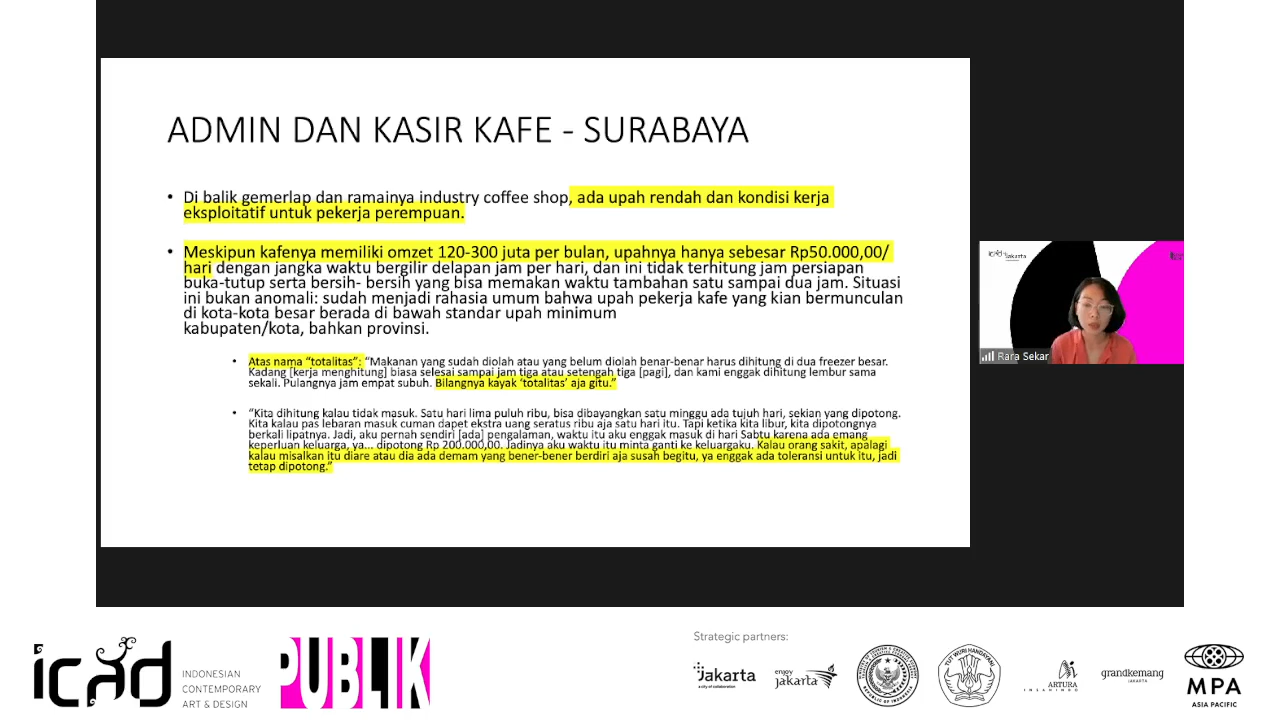 ADMIN DAN KASIR KAFE - SURABAYA
• Di balik gemerlap dan ramainya industry coffee shop, ada upah rendah dan kondisi kerja
eksploitatif untuk pekerja perempuan.
• Meskipun kafenya memiliki omzet 120-300 juta per bulan, upahnya hanya sebesar Rp50.000,00/
hari dengan jangka waktu bergilir delapan jam per hari, dan ini tidak terhitung jam persiapan
buka-tutup serta bersih- bersih yang bisa memakan waktu tambahan satu sampai dua jam. Situasi
ini bukan anomali: sudah menjadi rahasia umum bahwa upah pekerja kafe yang kian bermunculan
di kota-kota besar berada di bawah standar upah minimum
kabupaten/kota, bahkan provinsi.
• Atas nama “totalitas”: “Makanan yang sudah diolah atau yang belum diolah benar-benar harus dihitung di dua freezer besar.
Kadang [kerja menghitung] biasa selesai sampai jam tiga atau setengah tiga [pagi], dan kami enggak dihitung lembur sama
sekali. Pulangnya jam empat subuh. Bilangnya kayak ‘totalitas’ aja gitu.”
• “Kita dihitung kalau tidak masuk. Satu hari lima puluh ribu, bisa dibayangkan satu minggu ada tujuh hari, sekian yang dipotong.
Kita kalau pas lebaran masuk cuman dapet ekstra uang seratus ribu aja satu hari itu. Tapi ketika kita libur, kita dipotongnya
berkali lipatnya. Jadi, aku pernah sendiri [ada] pengalaman, waktu itu aku enggak masuk di hari Sabtu karena ada emang
keperluan keluarga, ya... dipotong Rp 200.000,00. Jadinya aku waktu itu minta ganti ke keluargaku. Kalau orang sakit, apalagi
kalau misalkan itu diare atau dia ada demam yang bener-bener berdiri aja susah begitu, ya enggak ada toleransi untuk itu, jadi
tetap dipotong.”
Rara Sekar
icad
INDONESIAN
CONTEMPORARY
ART & DESIGN
PUBLIK
Strategic partners:
Jakarta
a city of collaboration
enjoy
jakarta
REPUBLIC OF INDONESIA
TUT WURI HANDAYANI
ARTURA
INSANINDO
grandkemang
JAKARTA
MPA
ASIA PACIFIC